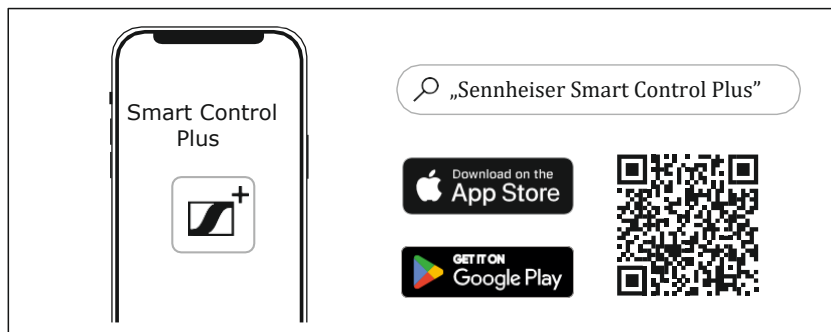 Smart Control
Plus
+
„Sennheiser Smart Control Plus”
Download on the
App Store
GET IT ON
Google Play